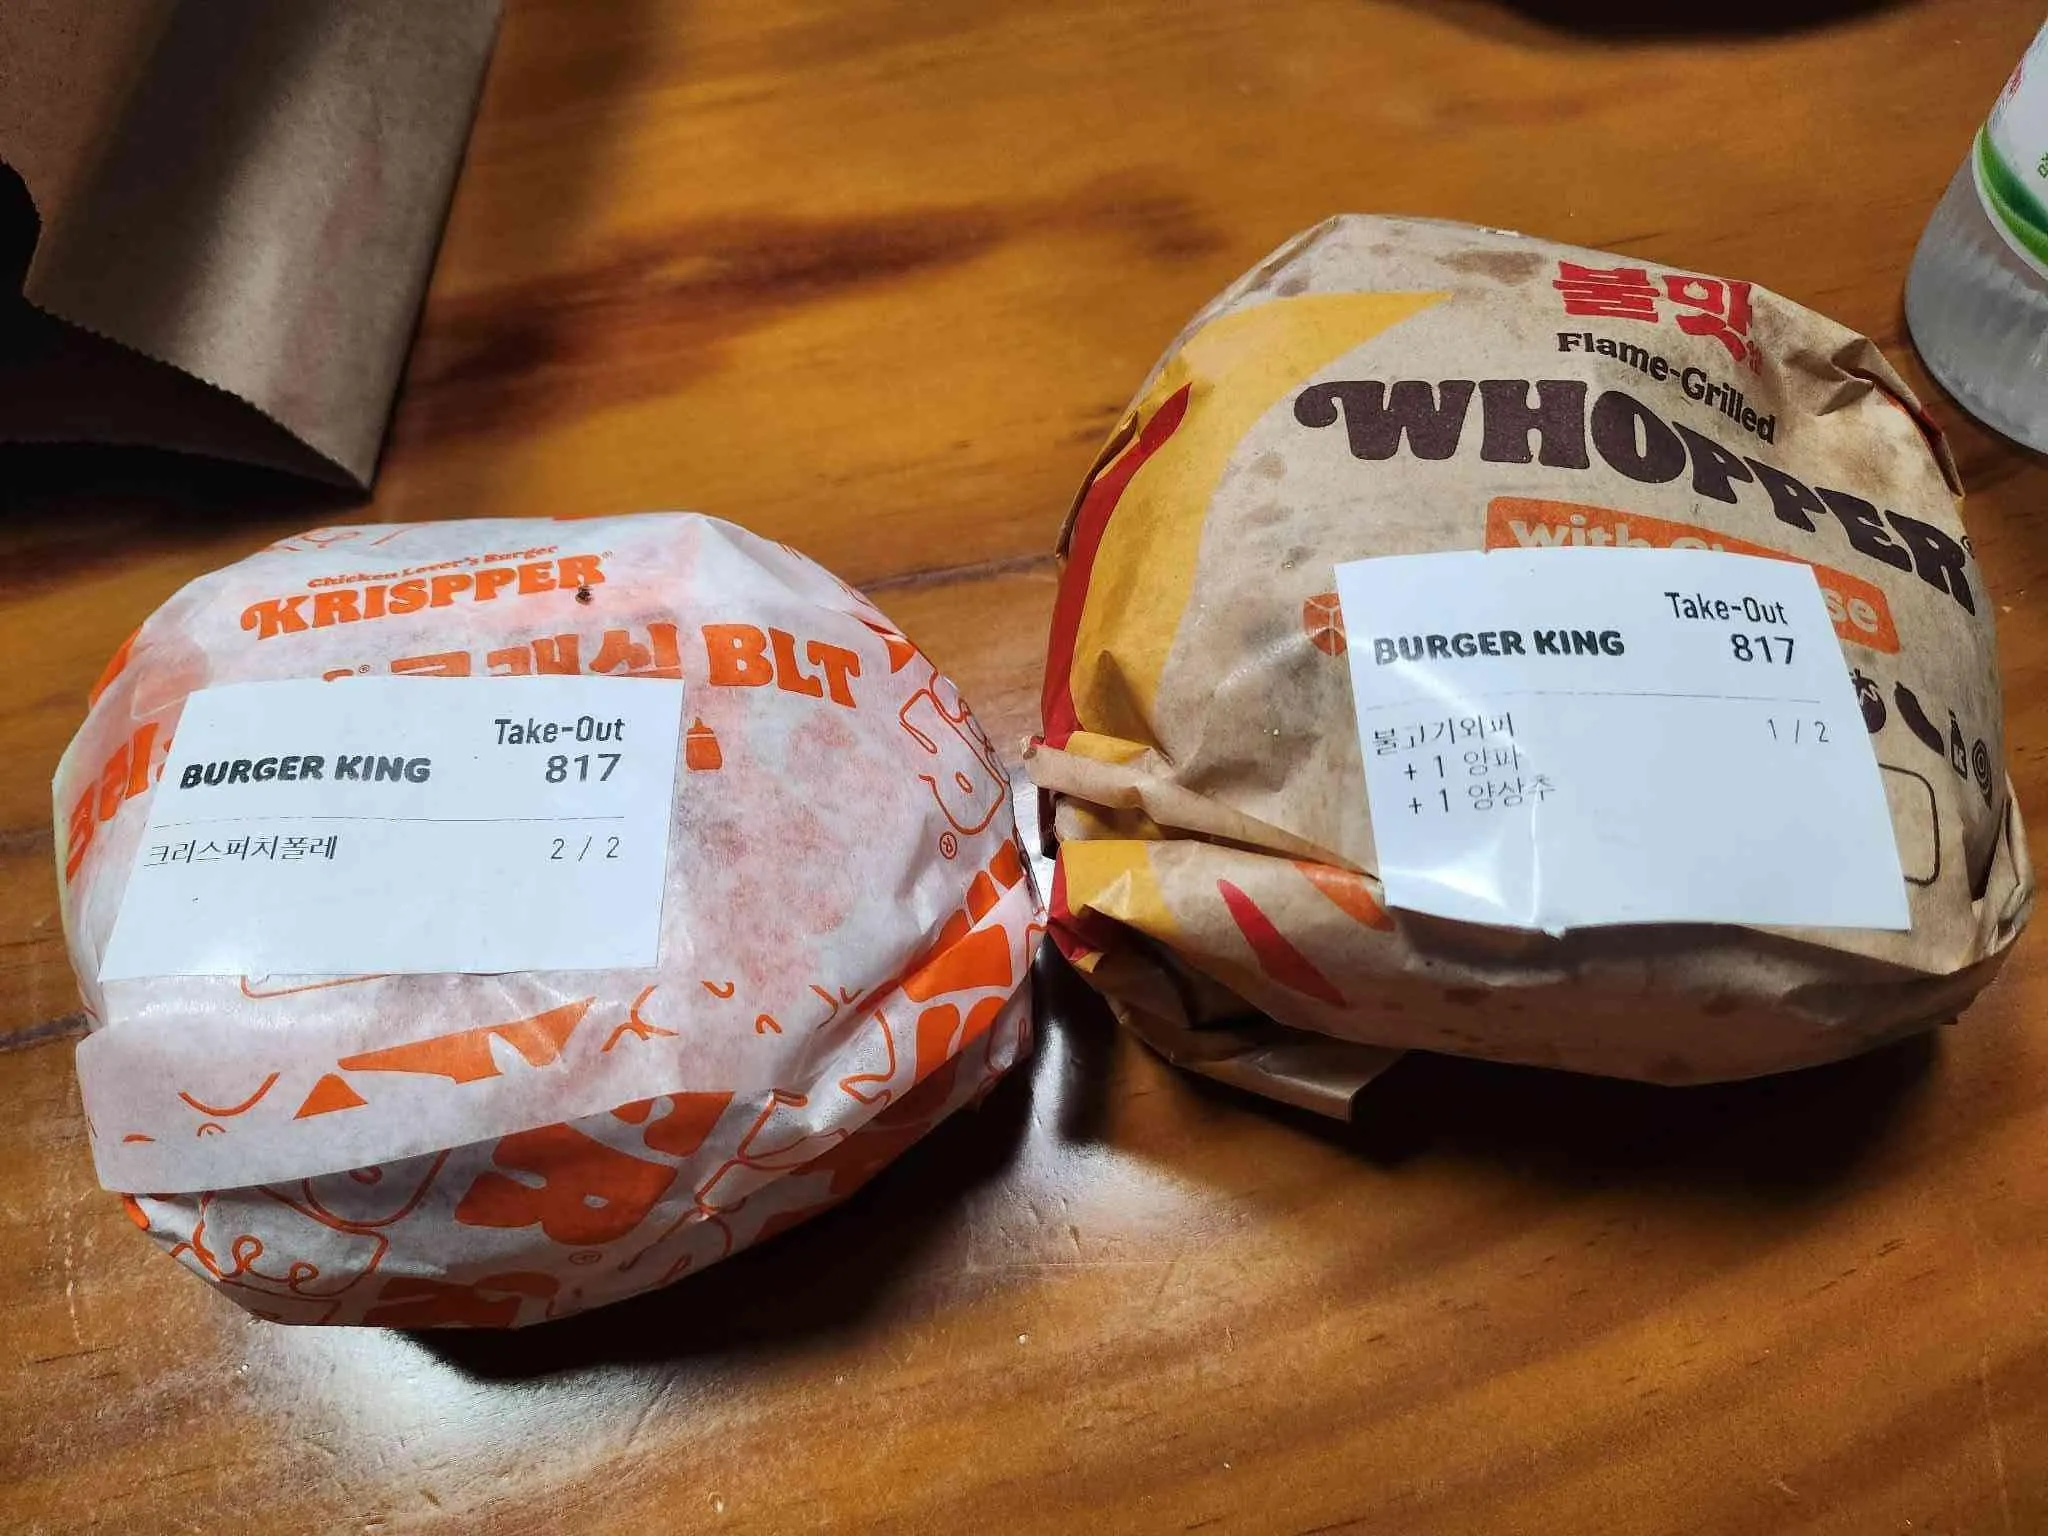 Chicken Lover's Burger
KRISPPER®
BLT
Take-Out
BURGER KING 817
크리스퍼치폴레 2 / 2
불맛
Flame-Grilled
WHOPPER
with
Take-Out
BURGER KING 817
불고기와퍼 1 / 2
+ 1 양파
+ 1 양상추